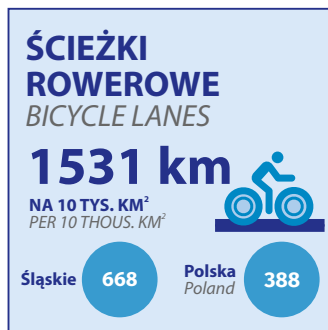 ŚCIEŻKI
ROWEROWE
BICYCLE LANES
1531 km
NA 10 TYS. KM²
PER 10 THOUS. KM²
Śląskie 668
Polska
Poland
388